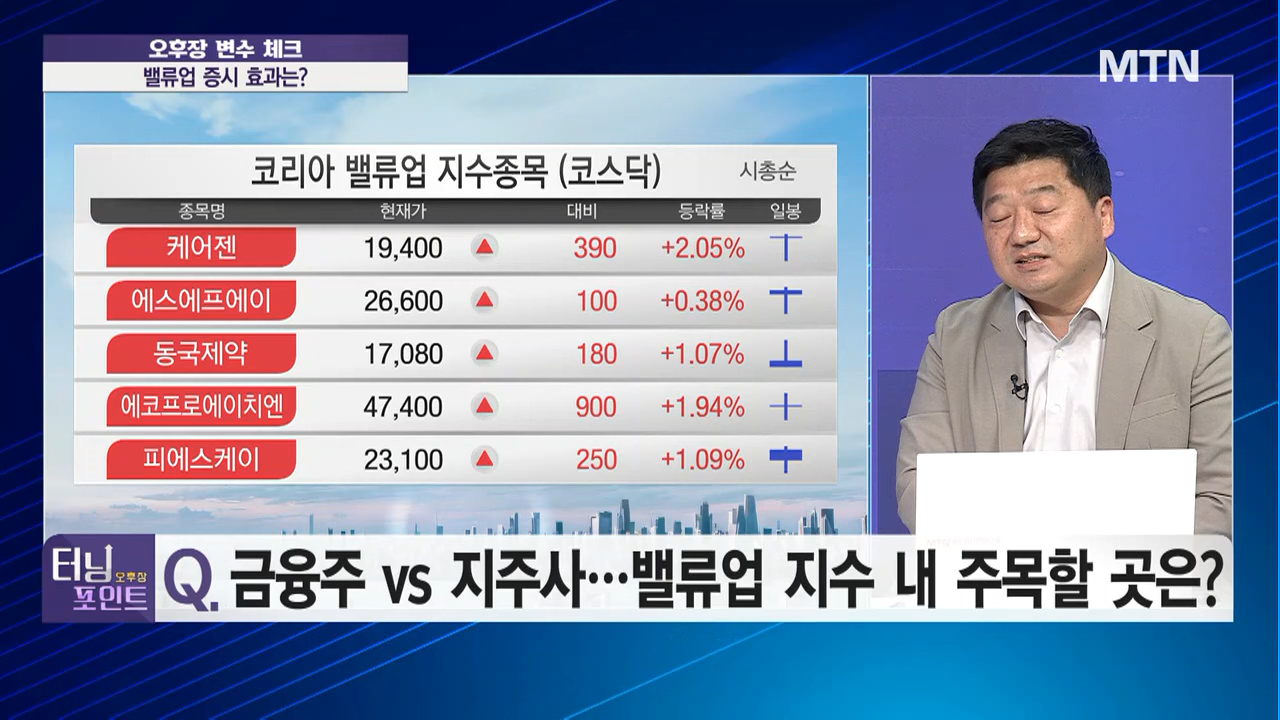 오후장 변수 체크
밸류업 증시 효과는?
MTN
코리아 밸류업 지수종목 (코스닥) 시총순
종목명 현재가 대비 등락률 일봉
케어젠 19,400 ▲ 390 +2.05%
에스에프에이 26,600 ▲ 100 +0.38%
동국제약 17,080 ▲ 180 +1.07%
에코프로에이치엔 47,400 ▲ 900 +1.94%
피에스케이 23,100 ▲ 250 +1.09%
터닝 오후장
포인트
Q. 금융주 vs 지주사…밸류업 지수 내 주목할 곳은?